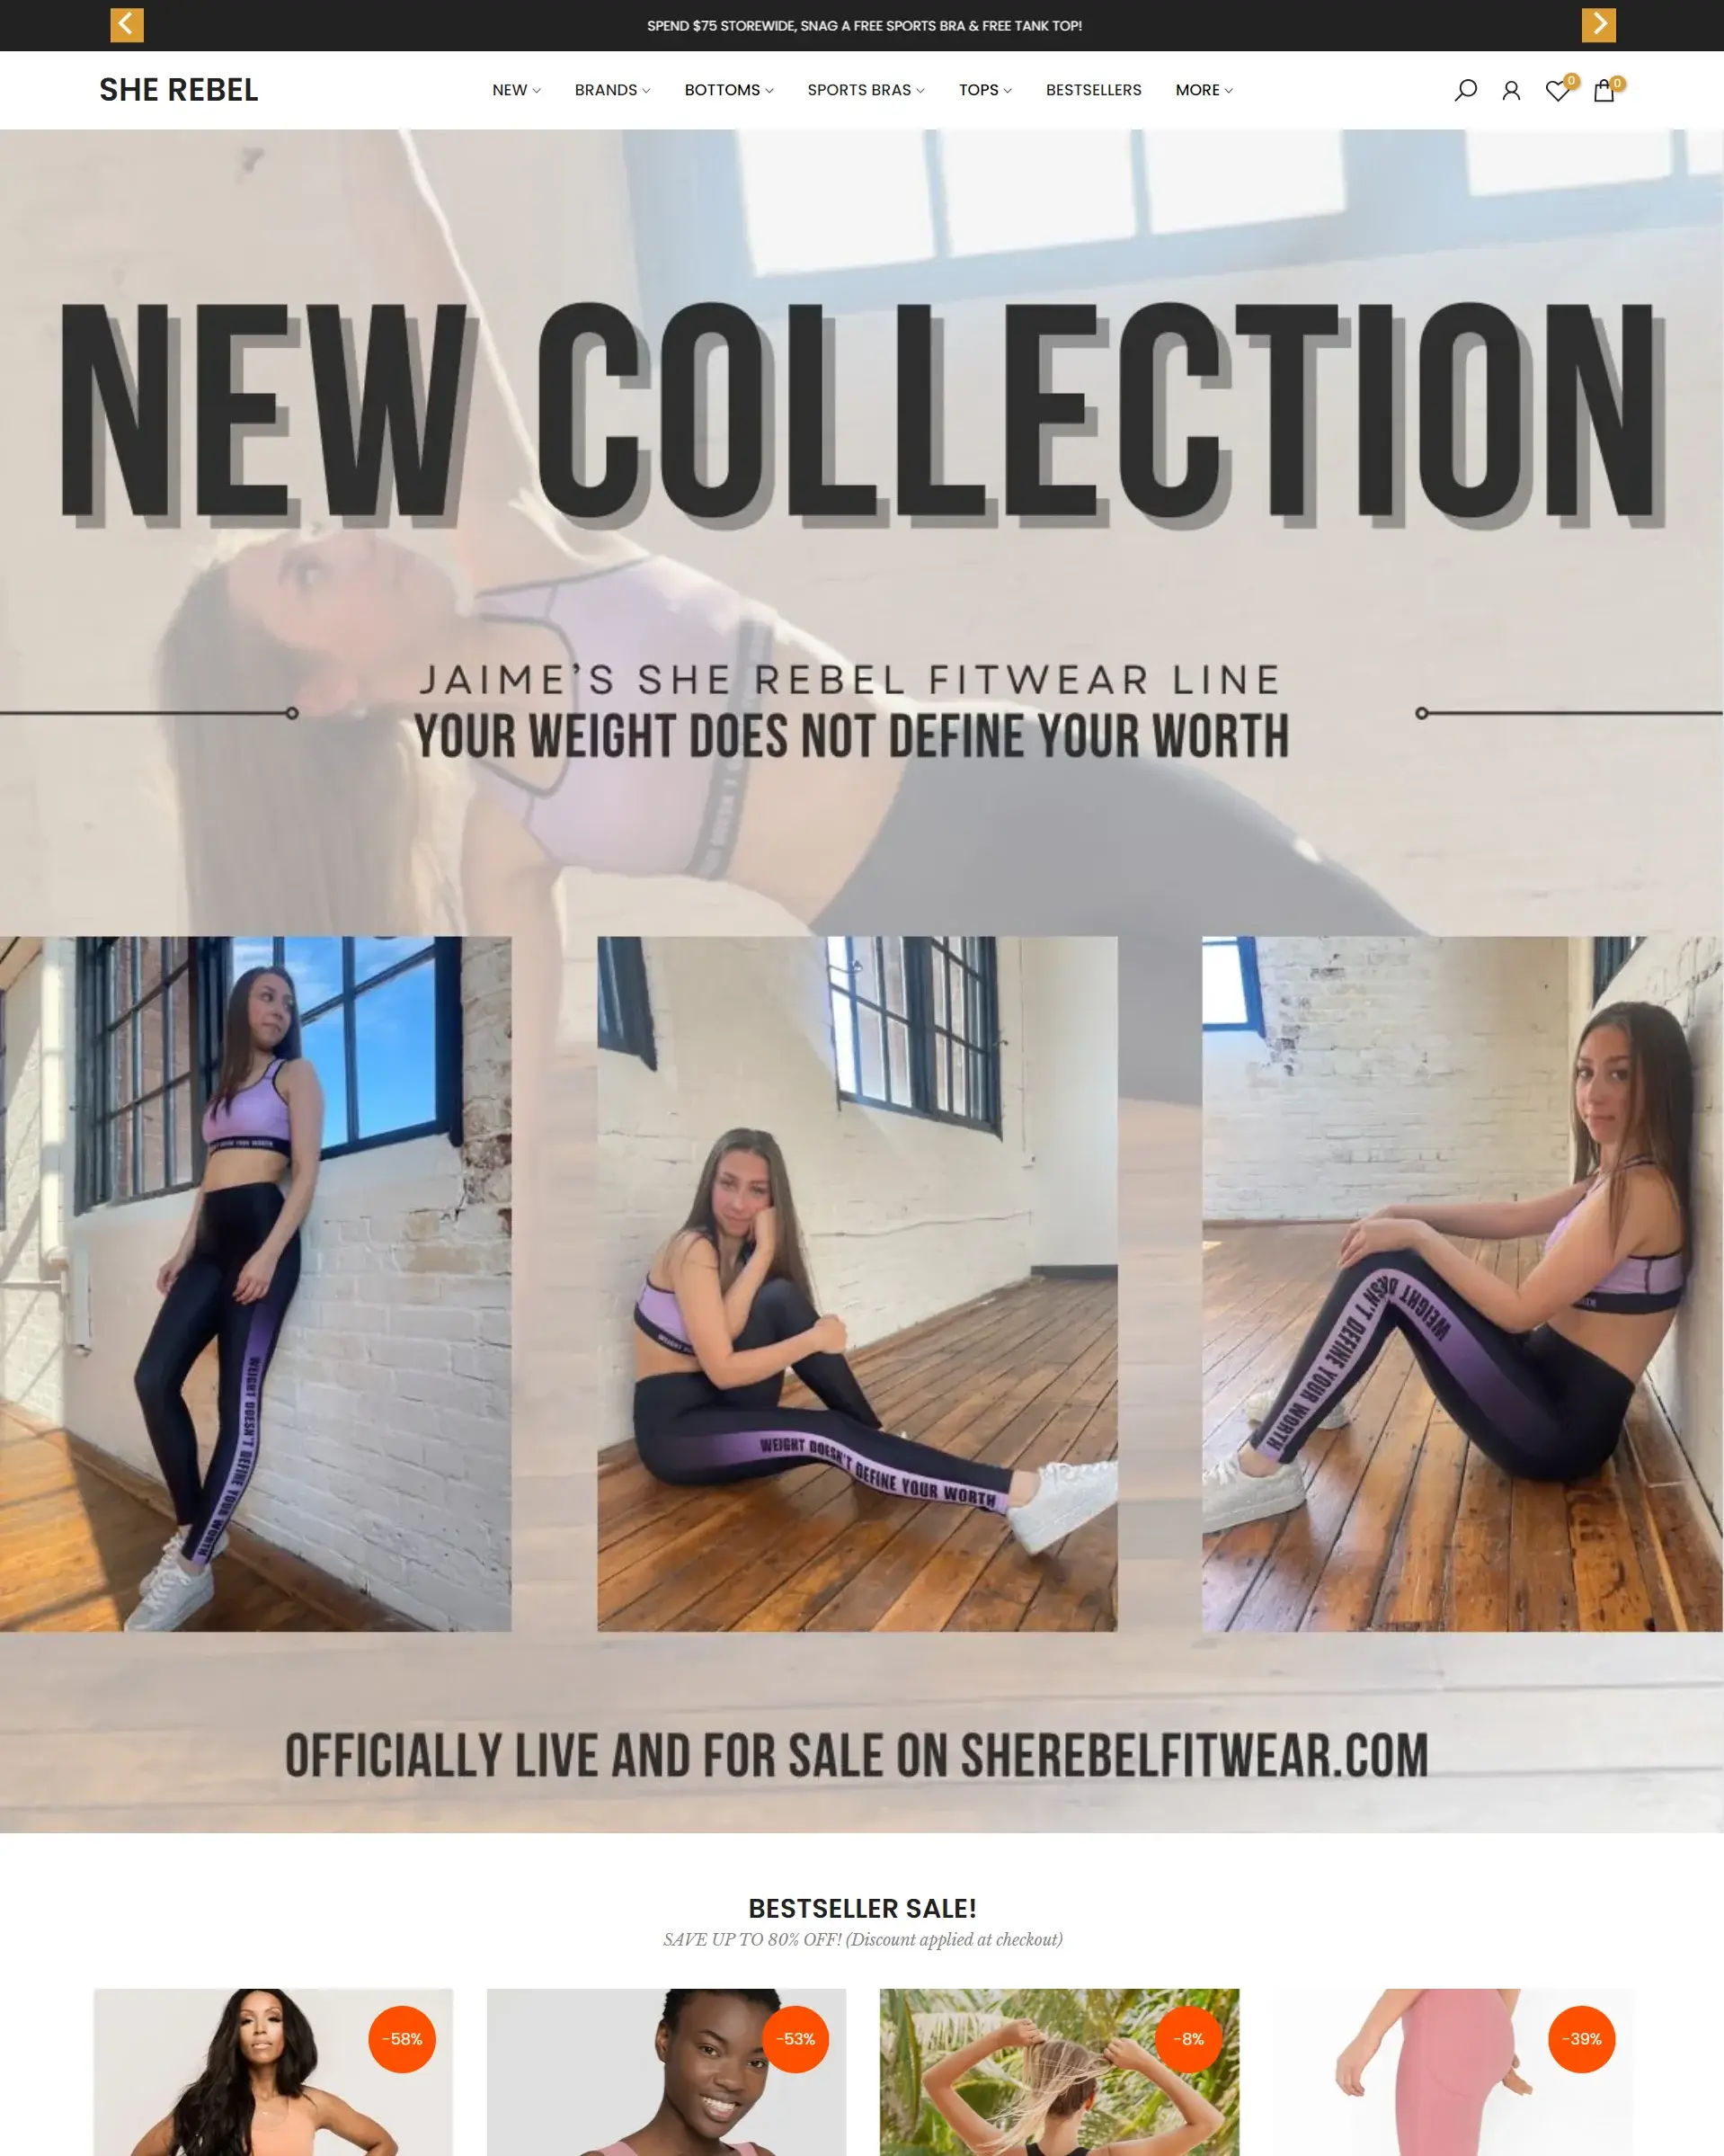 SPEND $75 STOREWIDE, SNAG A FREE SPORTS BRA & FREE TANK TOP!
SHE REBEL
NEW
BRANDS
BOTTOMS
SPORTS BRAS
TOPS
BESTSELLERS
MORE
0
0
NEW COLLECTION
JAIME'S SHE REBEL FITWEAR LINE
YOUR WEIGHT DOES NOT DEFINE YOUR WORTH
WEIGHT DOESN'T DEFINE YOUR WORTH
WEIGHT DOESN'T DEFINE YOUR WORTH
WEIGHT DOESN'T DEFINE YOUR WORTH
OFFICIALLY LIVE AND FOR SALE ON SHEREBELFITWEAR.COM
BESTSELLER SALE!
SAVE UP TO 80% OFF! (Discount applied at checkout)
-58%
-53%
-8%
-39%